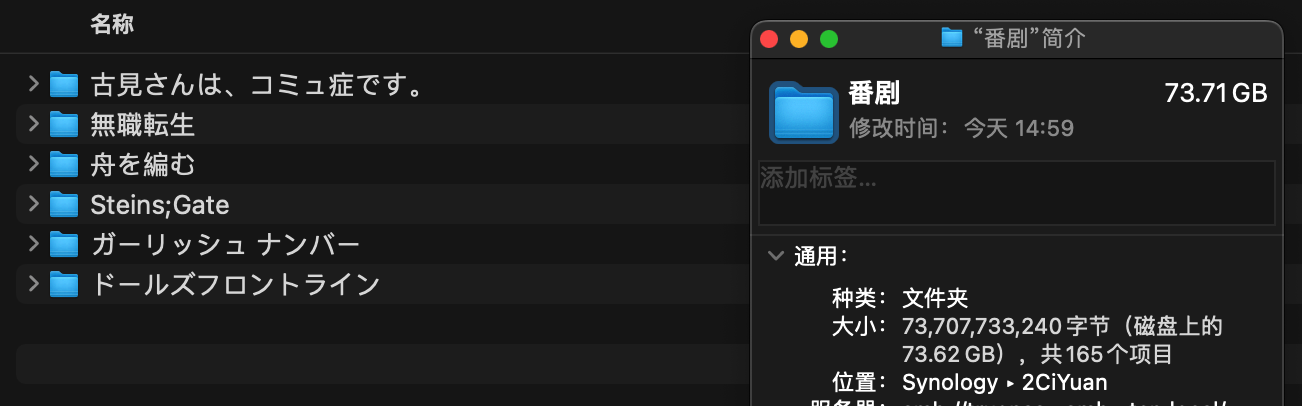 名称
古見さんは、コミュ症です。
無職転生
舟を編む
Steins;Gate
ガーリッシュ ナンバー
ドールズフロントライン
“番剧”简介
番剧
73.71 GB
修改时间：今天 14:59
添加标签...
通用：
种类：文件夹
大小：73,707,733,240 字节（磁盘上的
73.62 GB），共165个项目
位置：Synology ▸ 2CiYuan